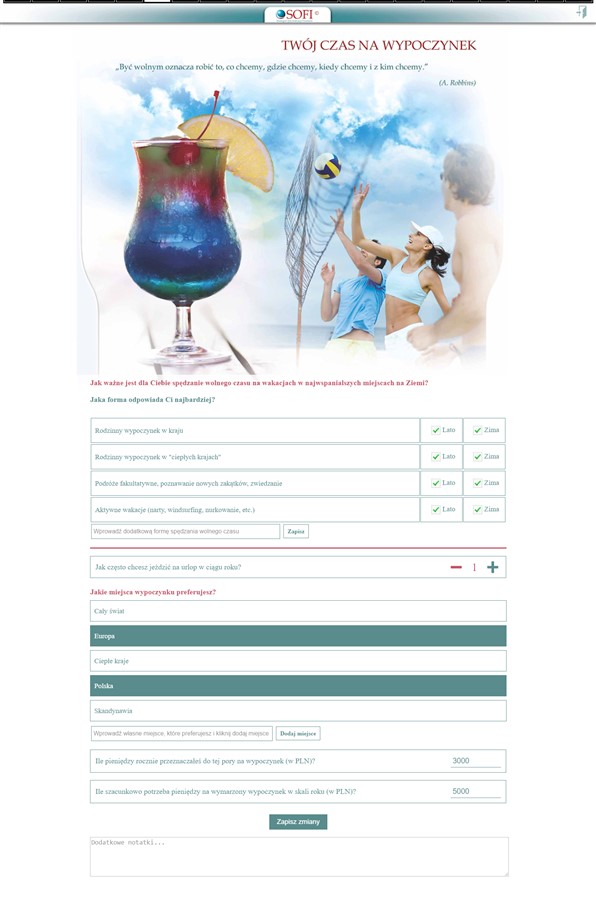 SOFI ®
TWÓJ CZAS NA WYPOCZYNEK
„Być wolnym oznacza robić to, co chcemy, gdzie chcemy, kiedy chcemy i z kim chcemy.”
(A. Robbins)
Jak ważne jest dla Ciebie spędzanie wolnego czasu na wakacjach w najwspanialszych miejscach na Ziemi?
Jaka forma odpowiada Ci najbardziej?
Rodzinny wypoczynek w kraju Lato Zima
Rodzinny wypoczynek w "ciepłych krajach" Lato Zima
Podróże fakultatywne, poznawanie nowych zakątków, zwiedzanie Lato Zima
Aktywne wakacje (narty, windsurfing, nurkowanie, etc.) Lato Zima
Wprowadź dodatkową formę spędzania wolnego czasu Zapisz
Jak często chcesz jeździć na urlop w ciągu roku? 1
Jakie miejsca wypoczynku preferujesz?
Cały świat
Europa
Ciepłe kraje
Polska
Skandynawia
Wprowadź własne miejsce, które preferujesz i kliknij dodaj miejsce Dodaj miejsce
Ile pieniędzy rocznie przeznaczałeś do tej pory na wypoczynek (w PLN)? 3000
Ile szacunkowo potrzeba pieniędzy na wymarzony wypoczynek w skali roku (w PLN)? 5000
Zapisz zmiany
Dodatkowe notatki...